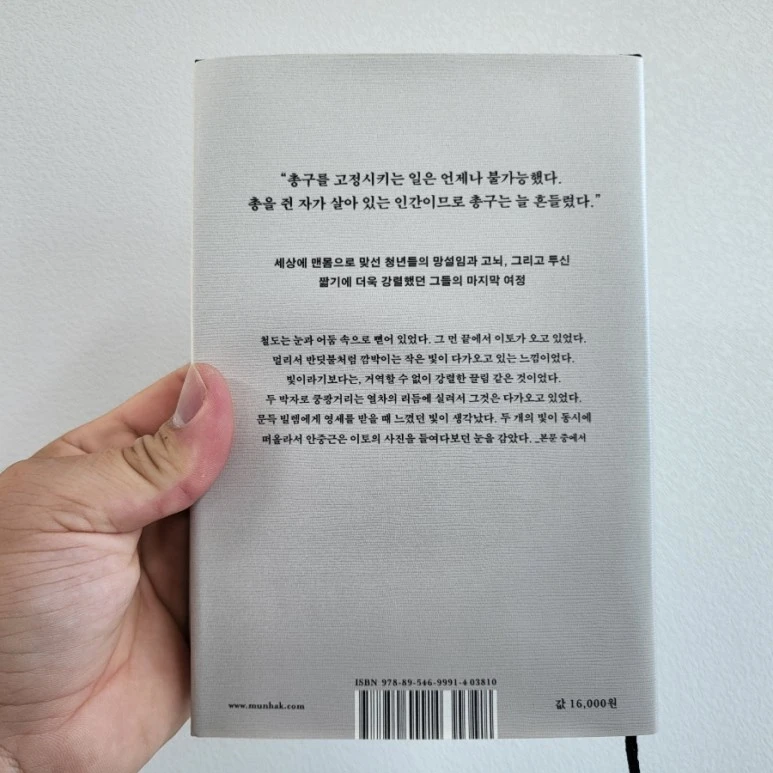 “총구를 고정시키는 일은 언제나 불가능했다.
총을 쥔 자가 살아 있는 인간이므로 총구는 늘 흔들렸다.”
세상에 맨몸으로 맞선 청년들의 망설임과 고뇌, 그리고 투신
짧기에 더욱 강렬했던 그들의 마지막 여정
철도는 눈과 어둠 속으로 뻗어 있었다. 그 먼 끝에서 이토가 오고 있었다.
멀리서 반딧불처럼 깜박이는 작은 빛이 다가오고 있는 느낌이었다.
빛이라기보다는, 거역할 수 없이 강렬한 끌림 같은 것이었다.
두 박자로 쿵쾅거리는 열차의 리듬에 실려서 그것은 다가오고 있었다.
문득 빌렘에게 영세를 받을 때 느꼈던 빛이 생각났다. 두 개의 빛이 동시에
떠올라서 안중근은 이토의 사진을 들여다보던 눈을 감았다. _본문 중에서
ISBN 978-89-546-9991-4 03810
www.munhak.com
값 16,000원